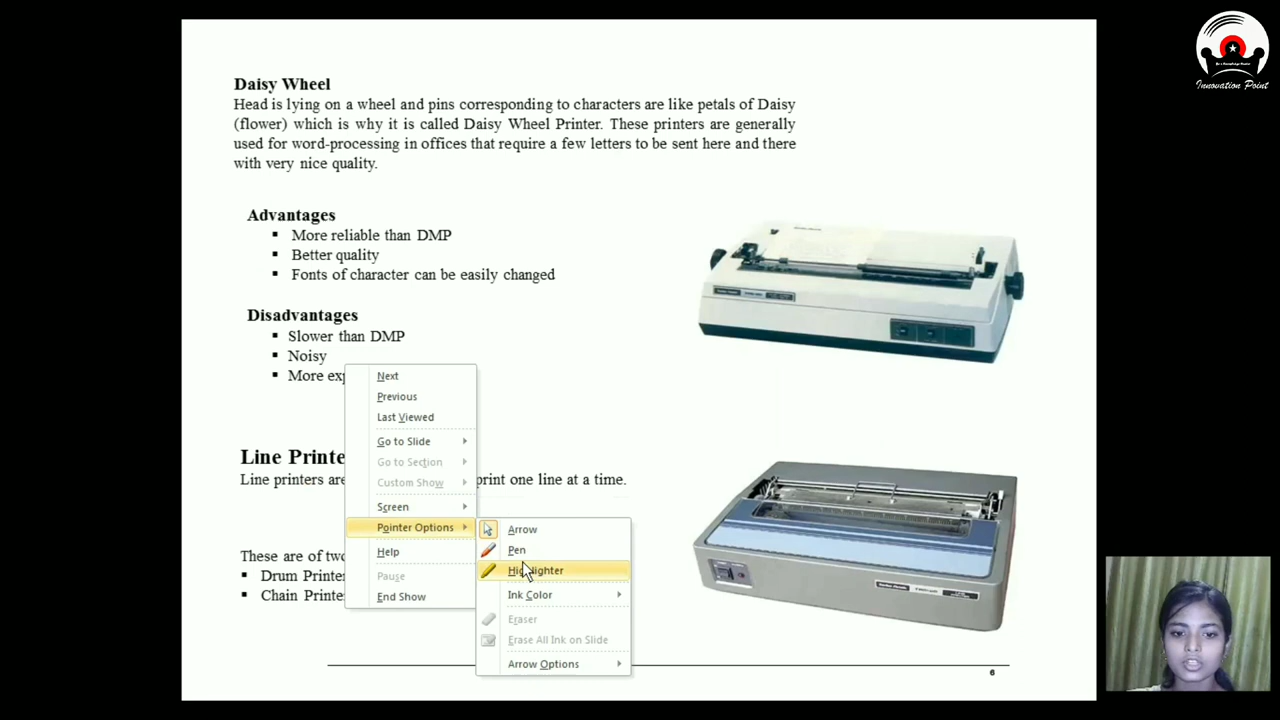 Daisy Wheel
Head is lying on a wheel and pins corresponding to characters are like petals of Daisy
(flower) which is why it is called Daisy Wheel Printer. These printers are generally
used for word-processing in offices that require a few letters to be sent here and there
with very nice quality.
Advantages
▪ More reliable than DMP
▪ Better quality
▪ Fonts of character can be easily changed
Disadvantages
▪ Slower than DMP
▪ Noisy
▪ More exp
Line Printe
Line printers are print one line at a time.
These are of two
▪ Drum Printer
▪ Chain Printe
Next
Previous
Last Viewed
Go to Slide
Go to Section
Custom Show
Screen
Pointer Options
Help
Pause
End Show
Arrow
Pen
Highlighter
Ink Color
Eraser
Erase All Ink on Slide
Arrow Options
6
Innovation Point